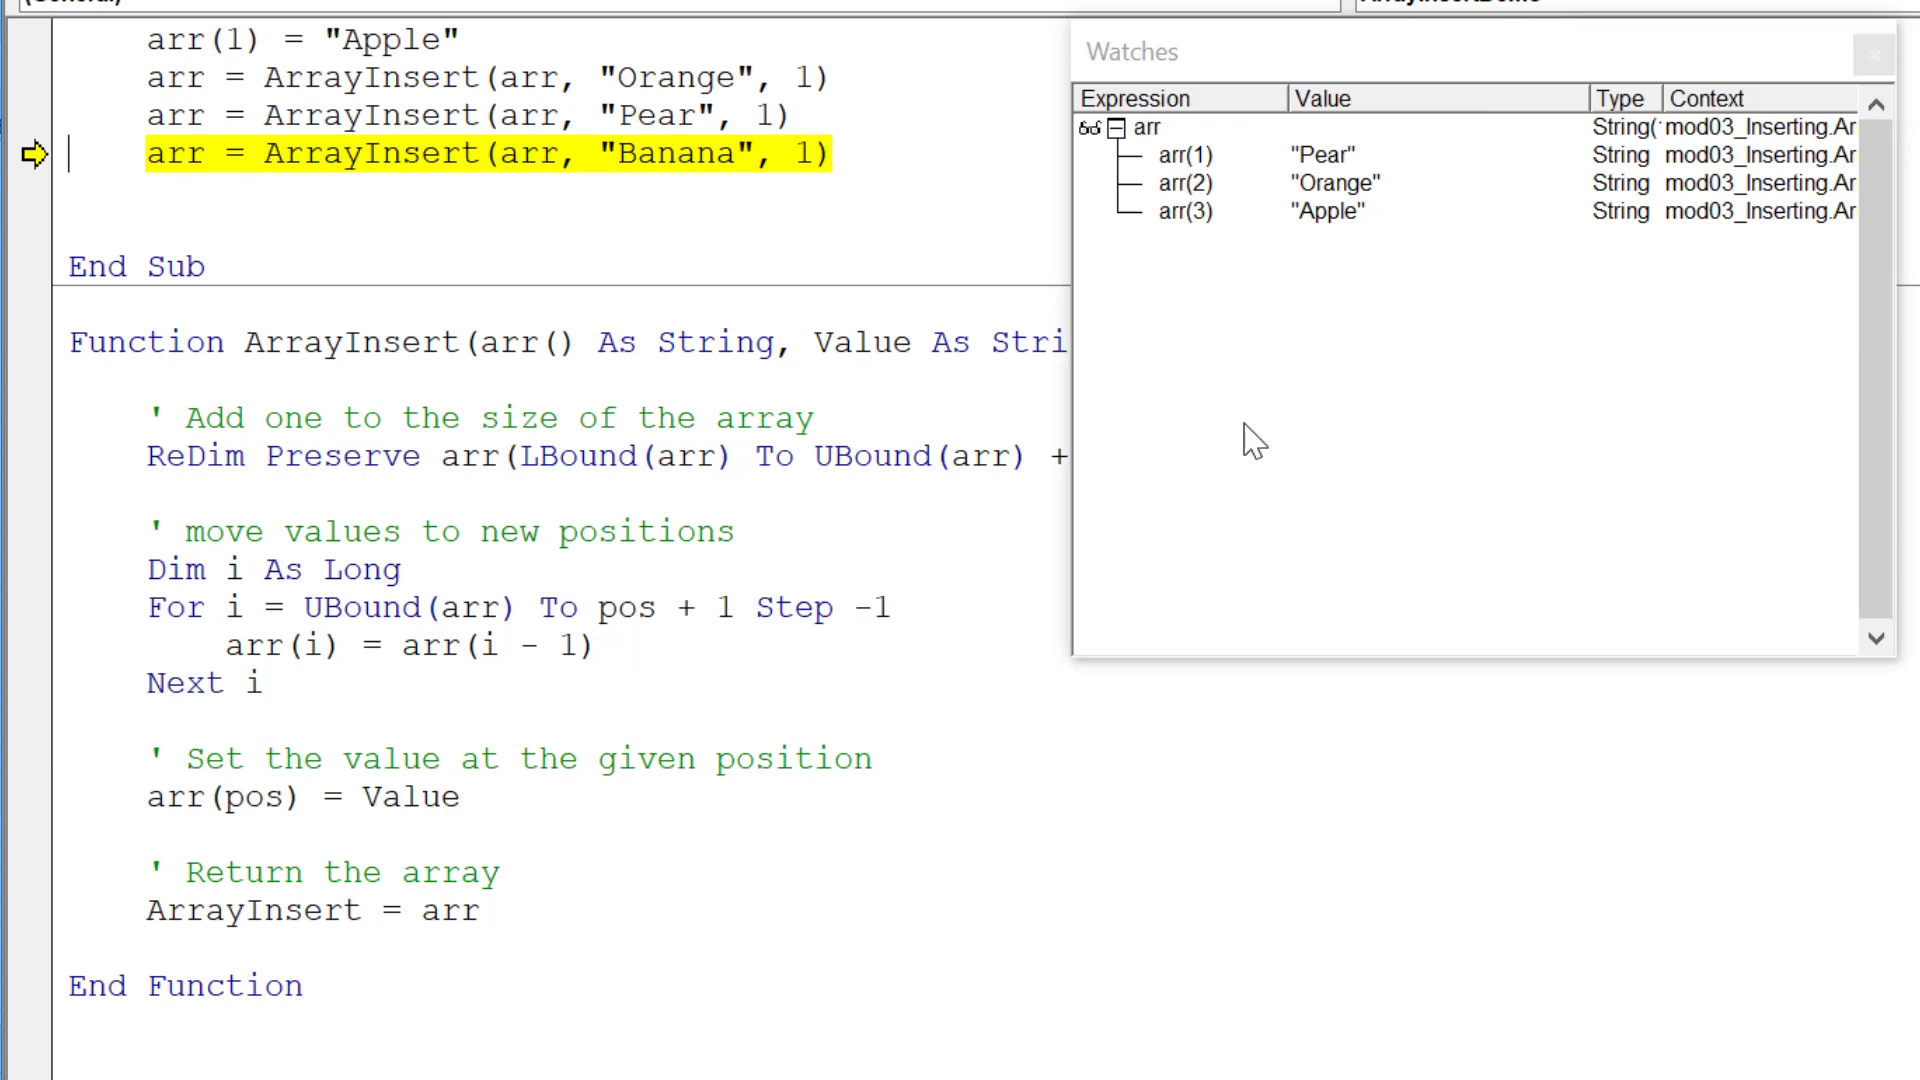 arr(1) = "Apple"
arr = ArrayInsert(arr, "Orange", 1)
arr = ArrayInsert(arr, "Pear", 1)
arr = ArrayInsert(arr, "Banana", 1)
End Sub
Function ArrayInsert(arr() As String, Value As Stri
' Add one to the size of the array
ReDim Preserve arr(LBound(arr) To UBound(arr) +
' move values to new positions
Dim i As Long
For i = UBound(arr) To pos + 1 Step -1
arr(i) = arr(i - 1)
Next i
' Set the value at the given position
arr(pos) = Value
' Return the array
ArrayInsert = arr
End Function
Watches
Expression Value Type Context
arr String( mod03_Inserting.Ar
arr(1) "Pear" String mod03_Inserting.Ar
arr(2) "Orange" String mod03_Inserting.Ar
arr(3) "Apple" String mod03_Inserting.Ar